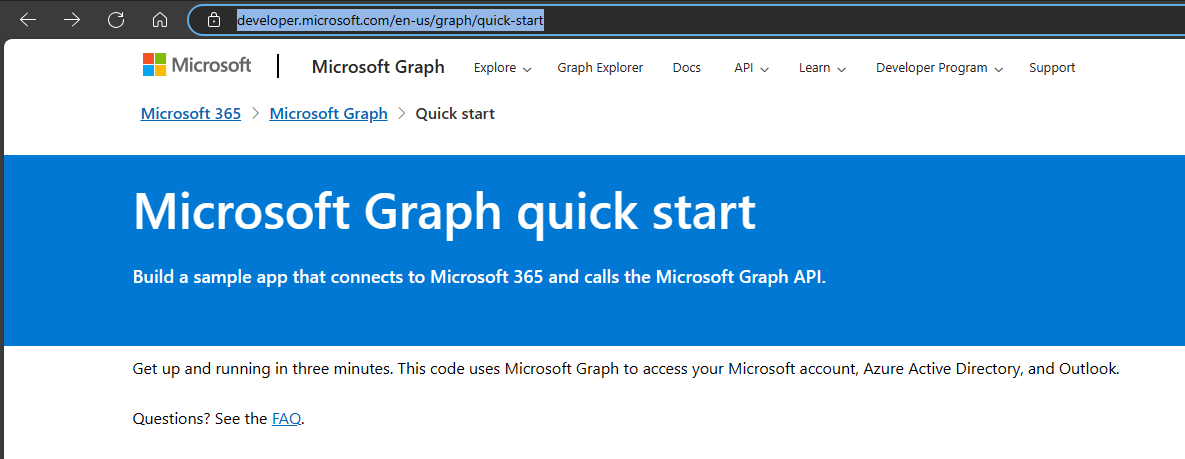 developer.microsoft.com/en-us/graph/quick-start
Microsoft Microsoft Graph Explore Graph Explorer Docs API Learn Developer Program Support
Microsoft 365 > Microsoft Graph > Quick start
Microsoft Graph quick start
Build a sample app that connects to Microsoft 365 and calls the Microsoft Graph API.
Get up and running in three minutes. This code uses Microsoft Graph to access your Microsoft account, Azure Active Directory, and Outlook.
Questions? See the FAQ.